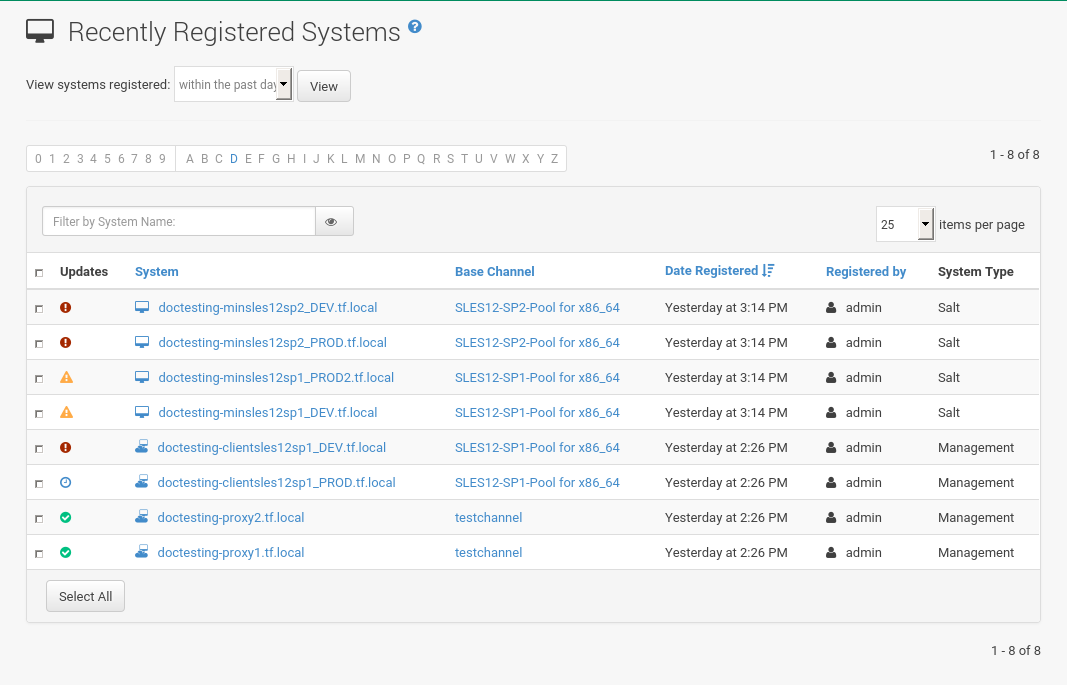 Recently Registered Systems ?
View systems registered: within the past day View
0 1 2 3 4 5 6 7 8 9 A B C D E F G H I J K L M N O P Q R S T U V W X Y Z 1 - 8 of 8
Filter by System Name: 25 items per page
Updates System Base Channel Date Registered Registered by System Type
doctesting-minsles12sp2_DEV.tf.local SLES12-SP2-Pool for x86_64 Yesterday at 3:14 PM admin Salt
doctesting-minsles12sp2_PROD.tf.local SLES12-SP2-Pool for x86_64 Yesterday at 3:14 PM admin Salt
doctesting-minsles12sp1_PROD2.tf.local SLES12-SP1-Pool for x86_64 Yesterday at 3:14 PM admin Salt
doctesting-minsles12sp1_DEV.tf.local SLES12-SP1-Pool for x86_64 Yesterday at 3:14 PM admin Salt
doctesting-clientsles12sp1_DEV.tf.local SLES12-SP1-Pool for x86_64 Yesterday at 2:26 PM admin Management
doctesting-clientsles12sp1_PROD.tf.local SLES12-SP1-Pool for x86_64 Yesterday at 2:26 PM admin Management
doctesting-proxy2.tf.local testchannel Yesterday at 2:26 PM admin Management
doctesting-proxy1.tf.local testchannel Yesterday at 2:26 PM admin Management
Select All
1 - 8 of 8